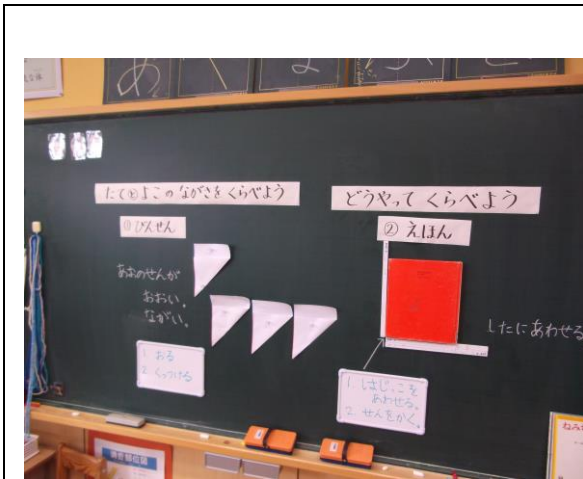 たてとよこの ながさを くらべよう
① びんせん
あおのせんが
おおい。
ながい。
1. おる
2. くっつける
どうやって くらべよう
② えほん
したにあわせる
1. はじっこを
あわせる。
2. せんをかく。